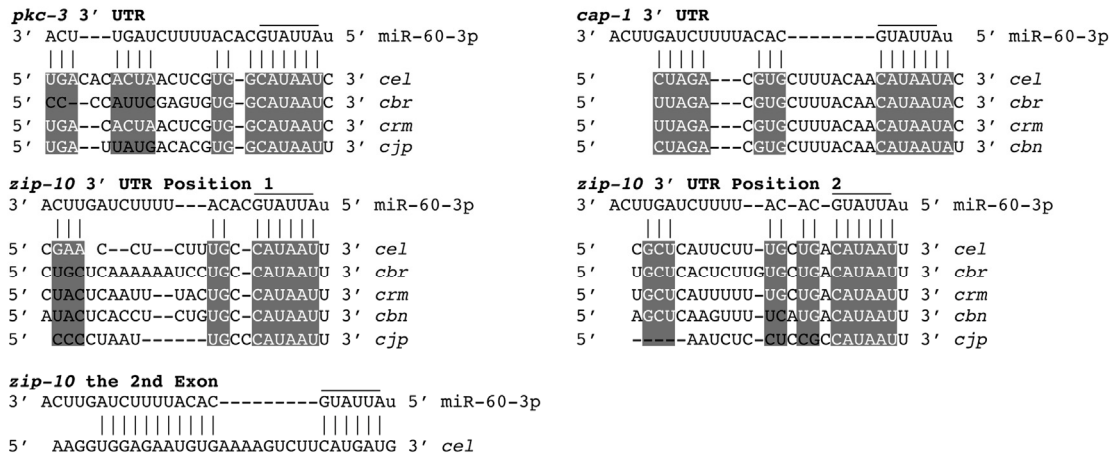 pkc-3 3′ UTR
3′ ACU---UGAUCUUUUACACGUAUUAu 5′ miR-60-3p
5′ UGACACACUAACUCGUG-GCAUAAUC 3′ cel
5′ CC--CCAUUCGAGUGUG-GCAUAAUC 3′ cbr
5′ UGA--CACUAACUCGUG-GCAUAAUC 3′ crm
5′ UGA--UUAUGACACGUG-GCAUAAUU 3′ cjp
cap-1 3′ UTR
3′ ACUUGAUCUUUUACAC--------GUAUUAu 5′ miR-60-3p
5′ CUAGA---CGUGCUUUACAACAUAAUAC 3′ cel
5′ UUAGA---CGUGCUUUACAACAUAAUAC 3′ cbr
5′ UUAGA---CGUGCUUUACAACAUAAUAC 3′ crm
5′ CUAGA---CGUGCUUUACAACAUAAUAU 3′ cbn
zip-10 3′ UTR Position 1
3′ ACUUGAUCUUUU---ACACGUAUUAu 5′ miR-60-3p
5′ CGAA C--CU-CUUUGC-CAUAAUU 3′ cel
5′ CUGCUCAAAAAAUCCUGC-CAUAAUU 3′ cbr
5′ CUACUCAAUU--UACUGC-CAUAAUU 3′ crm
5′ AUACUCACCU--CUGUGC-CAUAAUU 3′ cbn
5′ CCCCUAAU------UGCCCAUAAUU 3′ cjp
zip-10 3′ UTR Position 2
3′ ACUUGAUCUUUU--AC-AC-GUAUUAu 5′ miR-60-3p
5′ CGCUCAUUCUU-UGCUGACAUAAUU 3′ cel
5′ UGCUCACUCUUGUGCUGACAUAAUU 3′ cbr
5′ UGCUCAUUUUU-UGCUGACAUAAUU 3′ crm
5′ AGCUCAAGUUU-UCAUGACAUAAUU 3′ cbn
5′ -----AAUCUC-CUCCGCCAUAAUU 3′ cjp
zip-10 the 2nd Exon
3′ ACUUGAUCUUUUACAC---------GUAUUAu 5′ miR-60-3p
5′ AAGGUGGAGAAUGUGAAAAGUCUUCAUGAUG 3′ cel